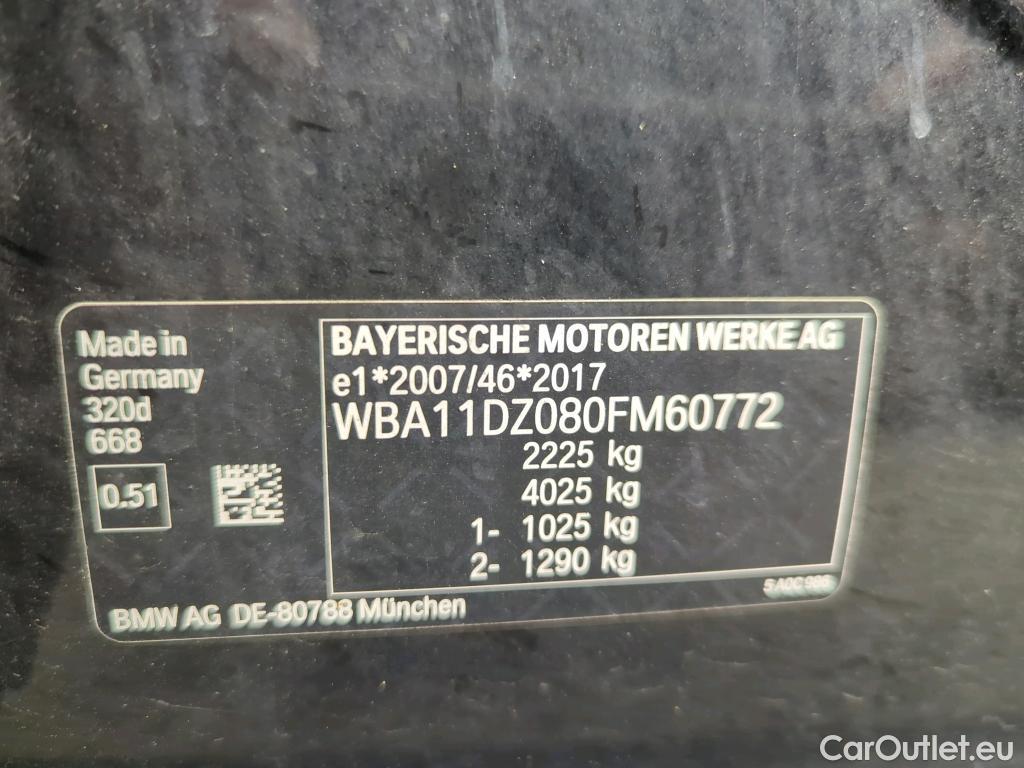 Made in
Germany
320d
668
0.51
BAYERISCHE MOTOREN WERKE AG
e1*2007/46*2017
WBA11DZ080FM60772
2225 kg
4025 kg
1- 1025 kg
2- 1290 kg
BMW AG DE-80788 München
CarOutlet.eu